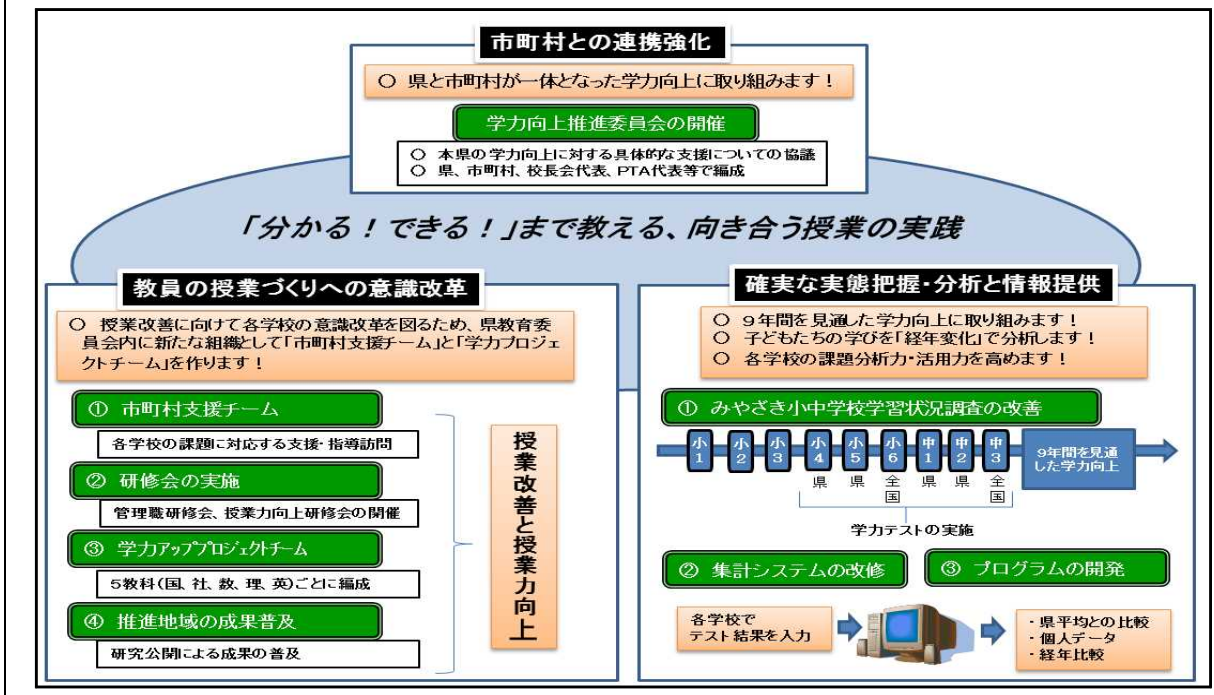 市町村との連携強化
○ 県と市町村が一体となった学力向上に取り組みます！
学力向上推進委員会の開催
○ 本県の学力向上に対する具体的な支援についての協議
○ 県、市町村、校長会代表、PTA代表等で編成
「分かる！できる！」まで教える、向き合う授業の実践
教員の授業づくりへの意識改革
○ 授業改善に向けて各学校の意識改革を図るため、県教育委
員会内に新たな組織として「市町村支援チーム」と「学力プロジェ
クトチーム」を作ります！
① 市町村支援チーム
各学校の課題に対応する支援・指導訪問
② 研修会の実施
管理職研修会、授業力向上研修会の開催
③ 学力アッププロジェクトチーム
5教科（国、社、数、理、英）ごとに編成
④ 推進地域の成果普及
研究公開による成果の普及
授業改善と授業力向上
確実な実態把握・分析と情報提供
○ 9年間を見通した学力向上に取り組みます！
○ 子どもたちの学びを「経年変化」で分析します！
○ 各学校の課題分析力・活用力を高めます！
① みやざき小中学校学習状況調査の改善
小1 小2 小3 小4 小5 小6 中1 中2 中3
9年間を見通
した学力向上
県 県 全国 県 県 全国
学力テストの実施
② 集計システムの改修
③ プログラムの開発
各学校で
テスト結果を入力
・県平均との比較
・個人データ
・経年比較